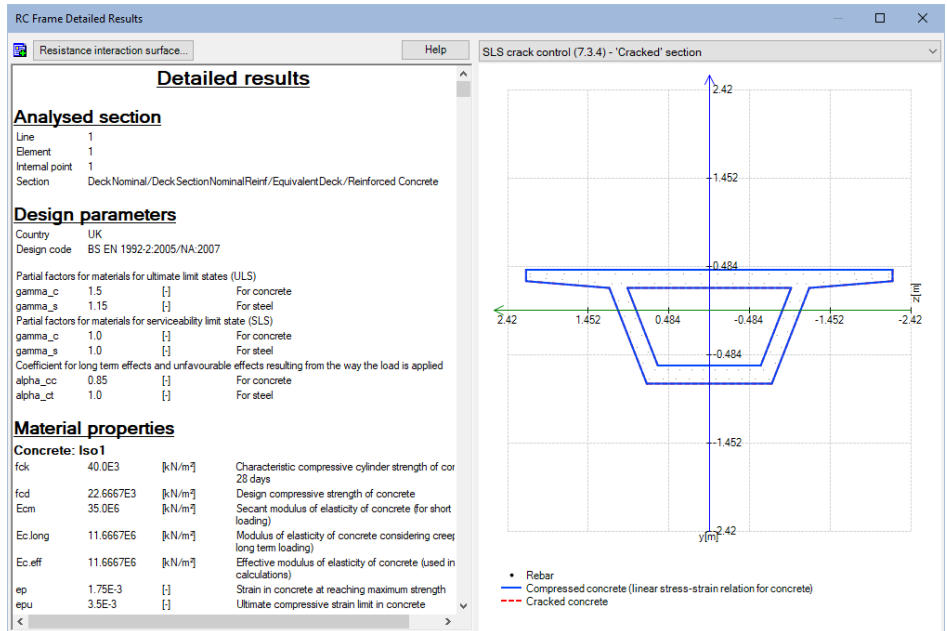 RC Frame Detailed Results
Resistance interaction surface...
Help
SLS crack control (7.3.4) - 'Cracked' section
Detailed results
Analysed section
Line 1
Element 1
Internal point 1
Section DeckNominal/DeckSectionNominalReinf/EquivalentDeck/Reinforced Concrete
Design parameters
Country UK
Design code BS EN 1992-2:2005/NA:2007
Partial factors for materials for ultimate limit states (ULS)
gamma_c 1.5 [-] For concrete
gamma_s 1.15 [-] For steel
Partial factors for materials for serviceability limit state (SLS)
gamma_c 1.0 [-] For concrete
gamma_s 1.0 [-] For steel
Coefficient for long term effects and unfavourable effects resulting from the way the load is applied
alpha_cc 0.85 [-] For concrete
alpha_ct 1.0 [-] For steel
Material properties
Concrete: Iso1
fck 40.0E3 [kN/m²] Characteristic compressive cylinder strength of cor
28 days
fcd 22.6667E3 [kN/m²] Design compressive strength of concrete
Ecm 35.0E6 [kN/m²] Secant modulus of elasticity of concrete (for short
loading)
Ec.long 11.6667E6 [kN/m²] Modulus of elasticity of concrete considering creep
long term loading)
Ec.eff 11.6667E6 [kN/m²] Effective modulus of elasticity of concrete (used in
calculations)
ep 1.75E-3 [-] Strain in concrete at reaching maximum strength
epu 3.5E-3 [-] Ultimate compressive strain limit in concrete
2.42
1.452
0.484
z[m]
2.42 1.452 0.484 -0.484 -1.452 -2.42
-0.484
-1.452
-2.42
y[m]
Rebar
Compressed concrete (linear stress-strain relation for concrete)
Cracked concrete